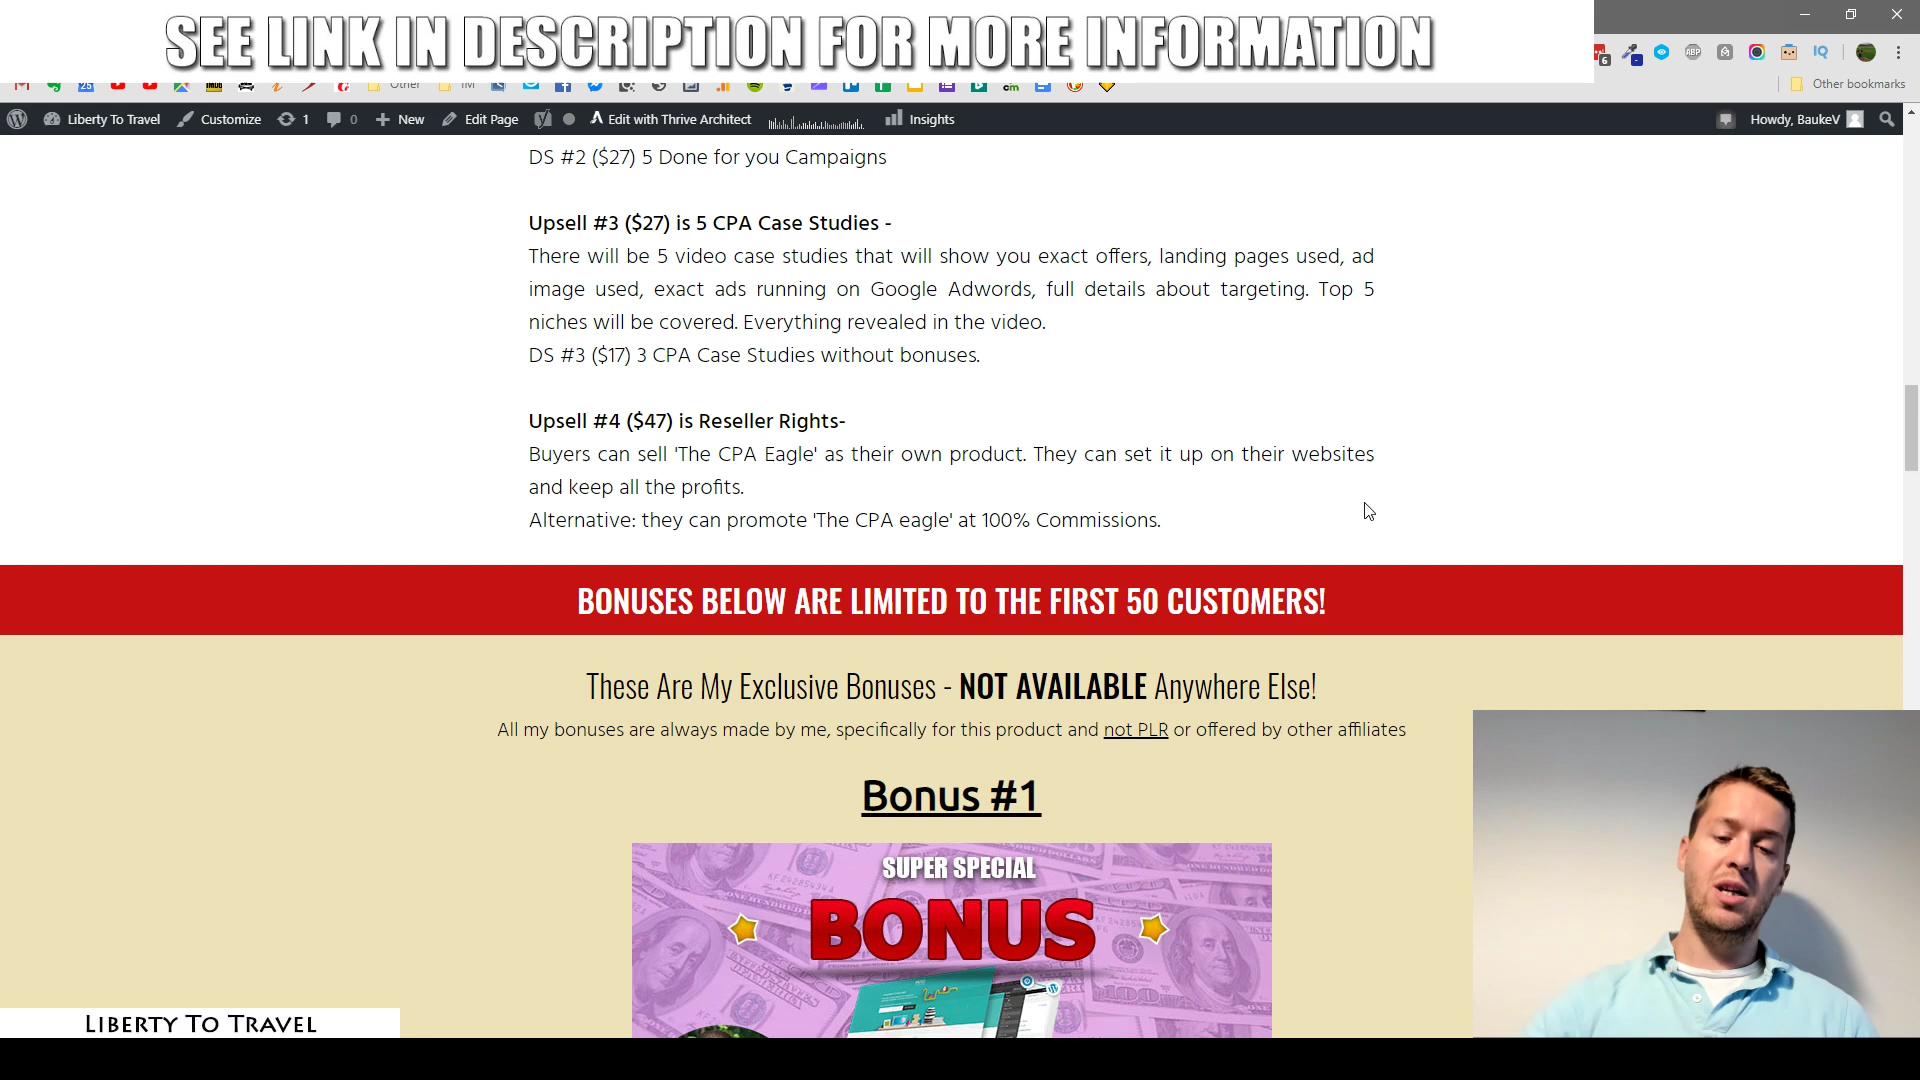 SEE LINK IN DESCRIPTION FOR MORE INFORMATION
6
-
ABP
IQ
25
IMDB
Other
IM
cm
Other bookmarks
Liberty To Travel
Customize
1
0
New
Edit Page
Edit with Thrive Architect
Insights
Howdy, BaukeV
DS #2 ($27) 5 Done for you Campaigns
Upsell #3 ($27) is 5 CPA Case Studies -
There will be 5 video case studies that will show you exact offers, landing pages used, ad
image used, exact ads running on Google Adwords, full details about targeting. Top 5
niches will be covered. Everything revealed in the video.
DS #3 ($17) 3 CPA Case Studies without bonuses.
Upsell #4 ($47) is Reseller Rights-
Buyers can sell 'The CPA Eagle' as their own product. They can set it up on their websites
and keep all the profits.
Alternative: they can promote 'The CPA eagle' at 100% Commissions.
BONUSES BELOW ARE LIMITED TO THE FIRST 50 CUSTOMERS!
These Are My Exclusive Bonuses - NOT AVAILABLE Anywhere Else!
All my bonuses are always made by me, specifically for this product and not PLR or offered by other affiliates
Bonus #1
SUPER SPECIAL
BONUS
LIBERTY TO TRAVEL